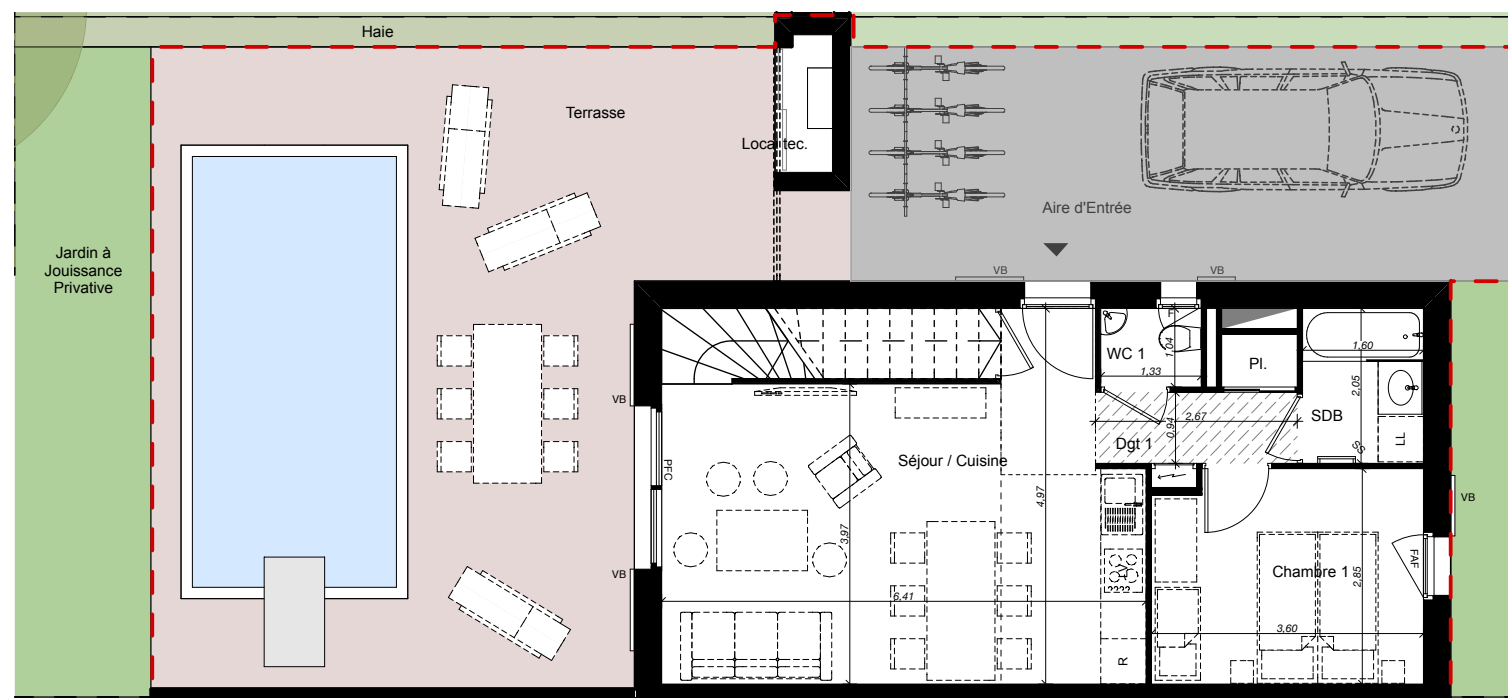 Haie
Terrasse
Local tec.
Aire d'Entrée
Jardin à
Jouissance
Privative
VB
VB
F
WC 1
1,04
1,33
Pl.
1,60
2,05
SDB
LL
SS
VB
PFC
Séjour / Cuisine
Dgt 1
0,94
2,67
4,97
3,97
VB
VB
6,41
LV
R
Chambre 1
2,85
3,60
FAF